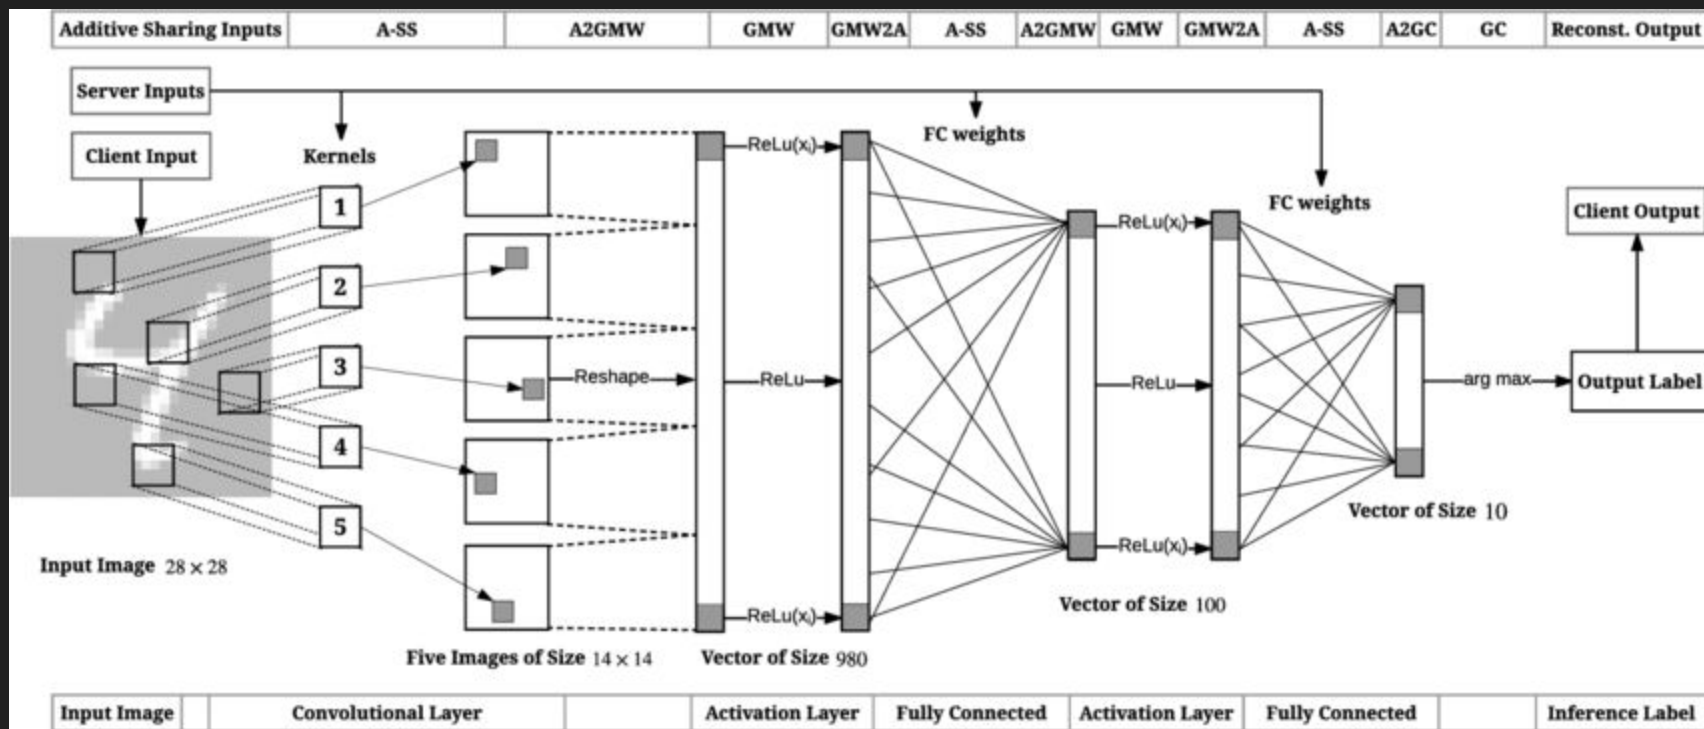 Additive Sharing Inputs A-SS A2GMW GMW GMW2A A-SS A2GMW GMW GMW2A A-SS A2GC GC Reconst. Output
Server Inputs
Client Input
Kernels
FC weights
FC weights
1
2
3
4
5
Reshape
ReLu(xᵢ)
ReLu
ReLu(xᵢ)
ReLu(xᵢ)
ReLu
ReLu(xᵢ)
arg max
Client Output
Output Label
Input Image 28 × 28
Five Images of Size 14 × 14
Vector of Size 980
Vector of Size 100
Vector of Size 10
Input Image Convolutional Layer Activation Layer Fully Connected Activation Layer Fully Connected Inference Label